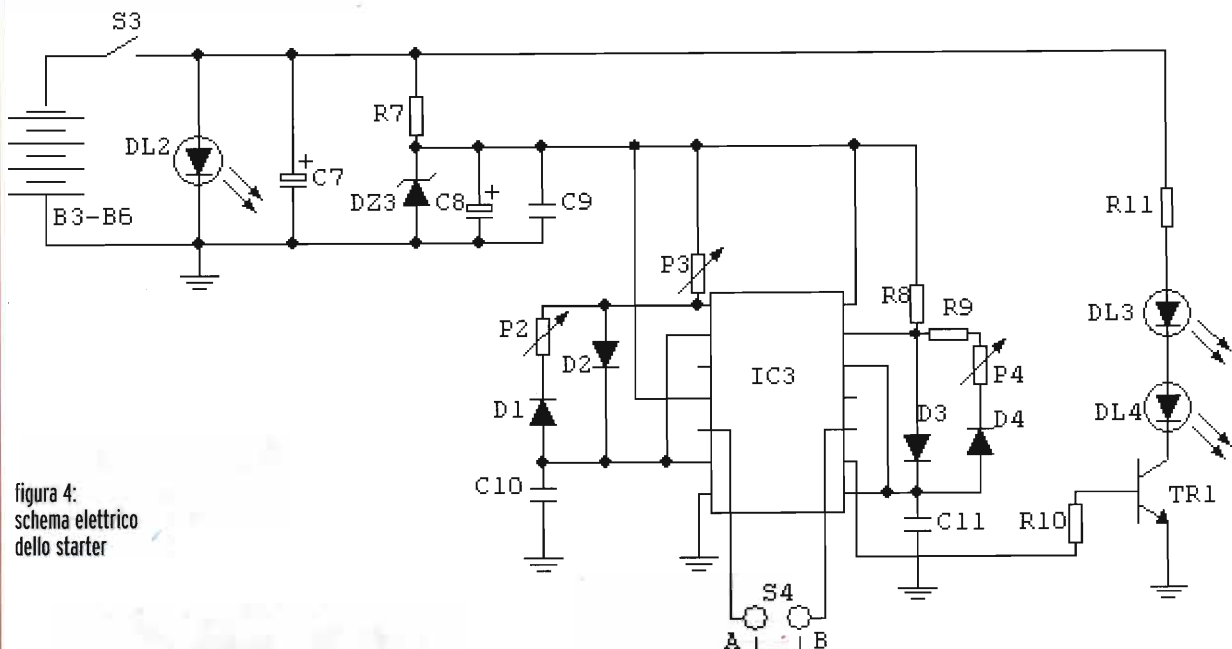 S3
R7
DL2
+
C7
DZ3
C8
+
C9
B3-B6
R11
P3
R8
R9
P2
D2
IC3
P4
DL3
D1
D3
D4
DL4
C10
C11
R10
TR1
figura 4:
schema elettrico
dello starter
S4
A
B